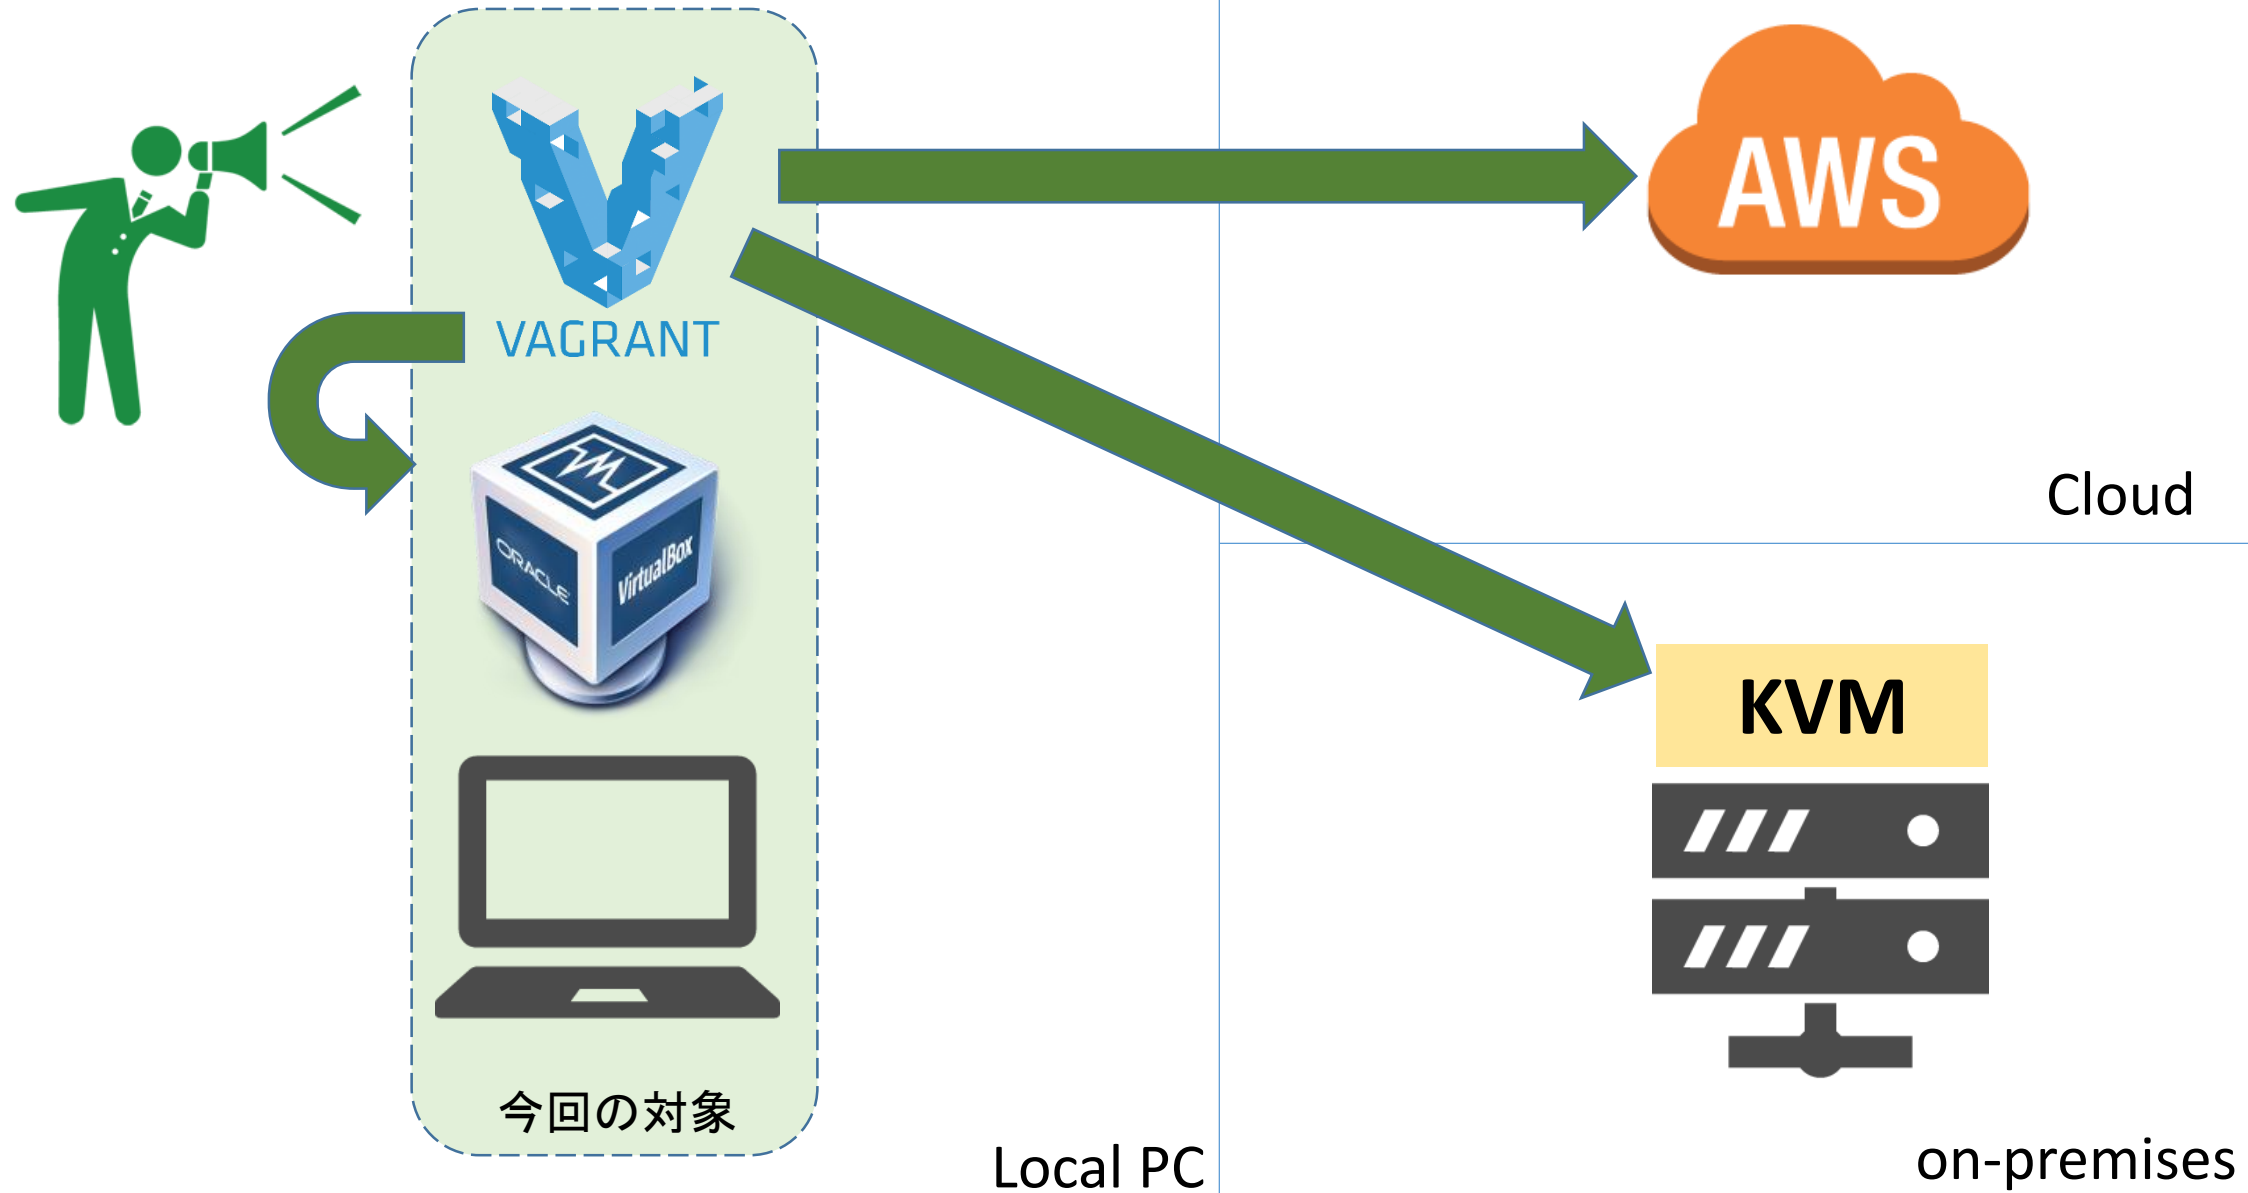 VAGRANT
ORACLE
VirtualBox
今回の対象
Local PC
AWS
Cloud
KVM
on-premises